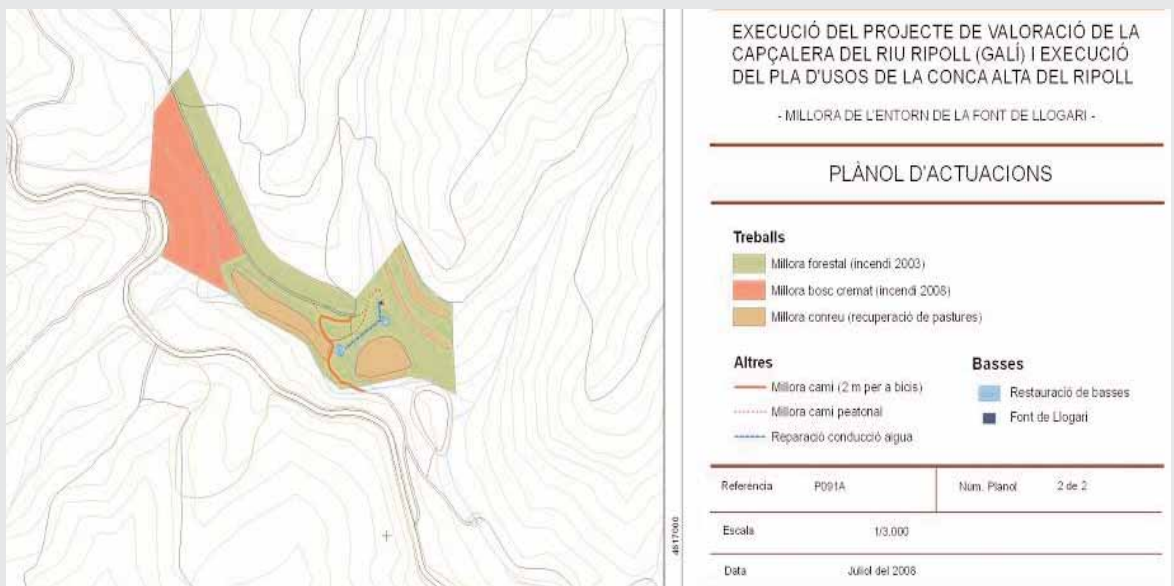 EXECUCIÓ DEL PROJECTE DE VALORACIÓ DE LA
CAPÇALERA DEL RIU RIPOLL (GALÍ) I EXECUCIÓ
DEL PLA D'USOS DE LA CONCA ALTA DEL RIPOLL
- MILLORA DE L'ENTORN DE LA FONT DE LLOGARI -
PLÀNOL D'ACTUACIONS
Treballs
Millora forestal (incendi 2003)
Millora bosc cremat (incendi 2008)
Millora conreu (recuperació de pastures)
Altres
Millora camí (2 m per a bicis)
Millora camí peatonal
Reparació conducció aigua
Basses
Restauració de basses
Font de Llogari
Referencia P091A Núm. Planol 2 de 2
Escala 1/3.000
Data Juliol del 2008
4617000